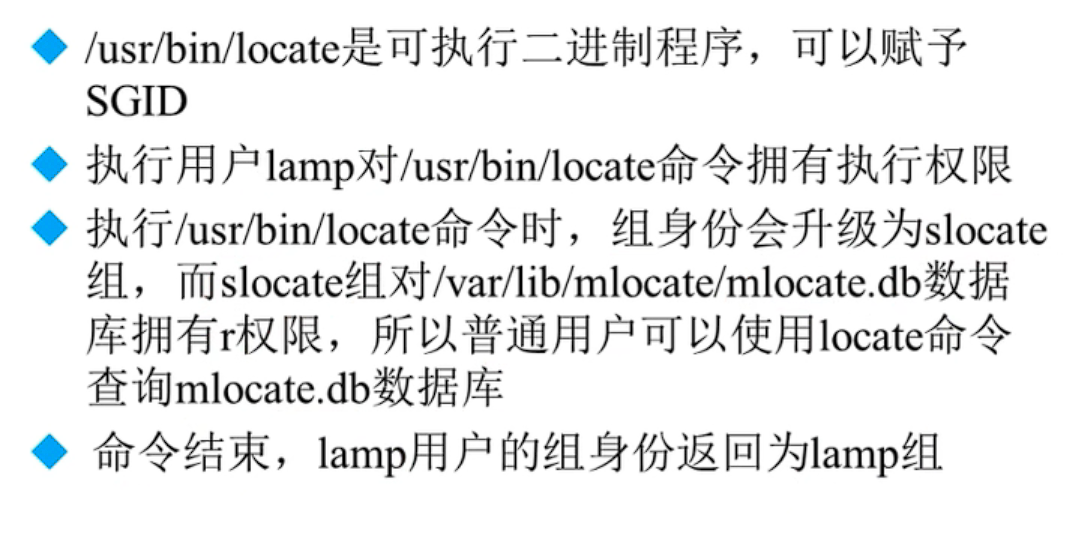 /usr/bin/locate是可执行二进制程序，可以赋予
SGID
执行用户lamp对/usr/bin/locate命令拥有执行权限
执行/usr/bin/locate命令时，组身份会升级为slocate
组，而slocate组对/var/lib/mlocate/mlocate.db数据
库拥有r权限，所以普通用户可以使用locate命令
查询mlocate.db数据库
命令结束，lamp用户的组身份返回为lamp组